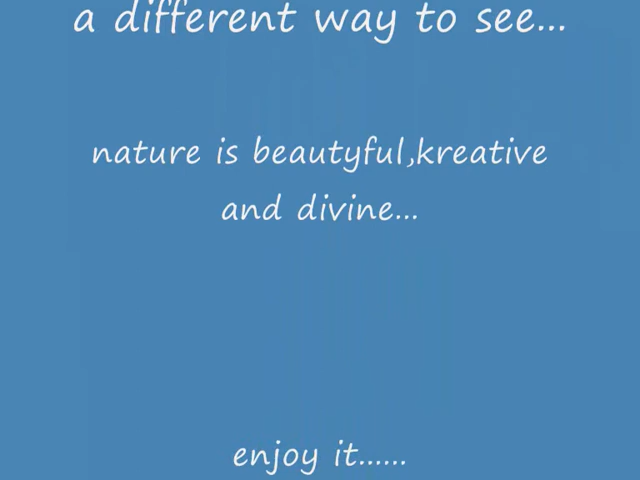 a different way to see...
nature is beautyful,kreative
and divine...
enjoy it......